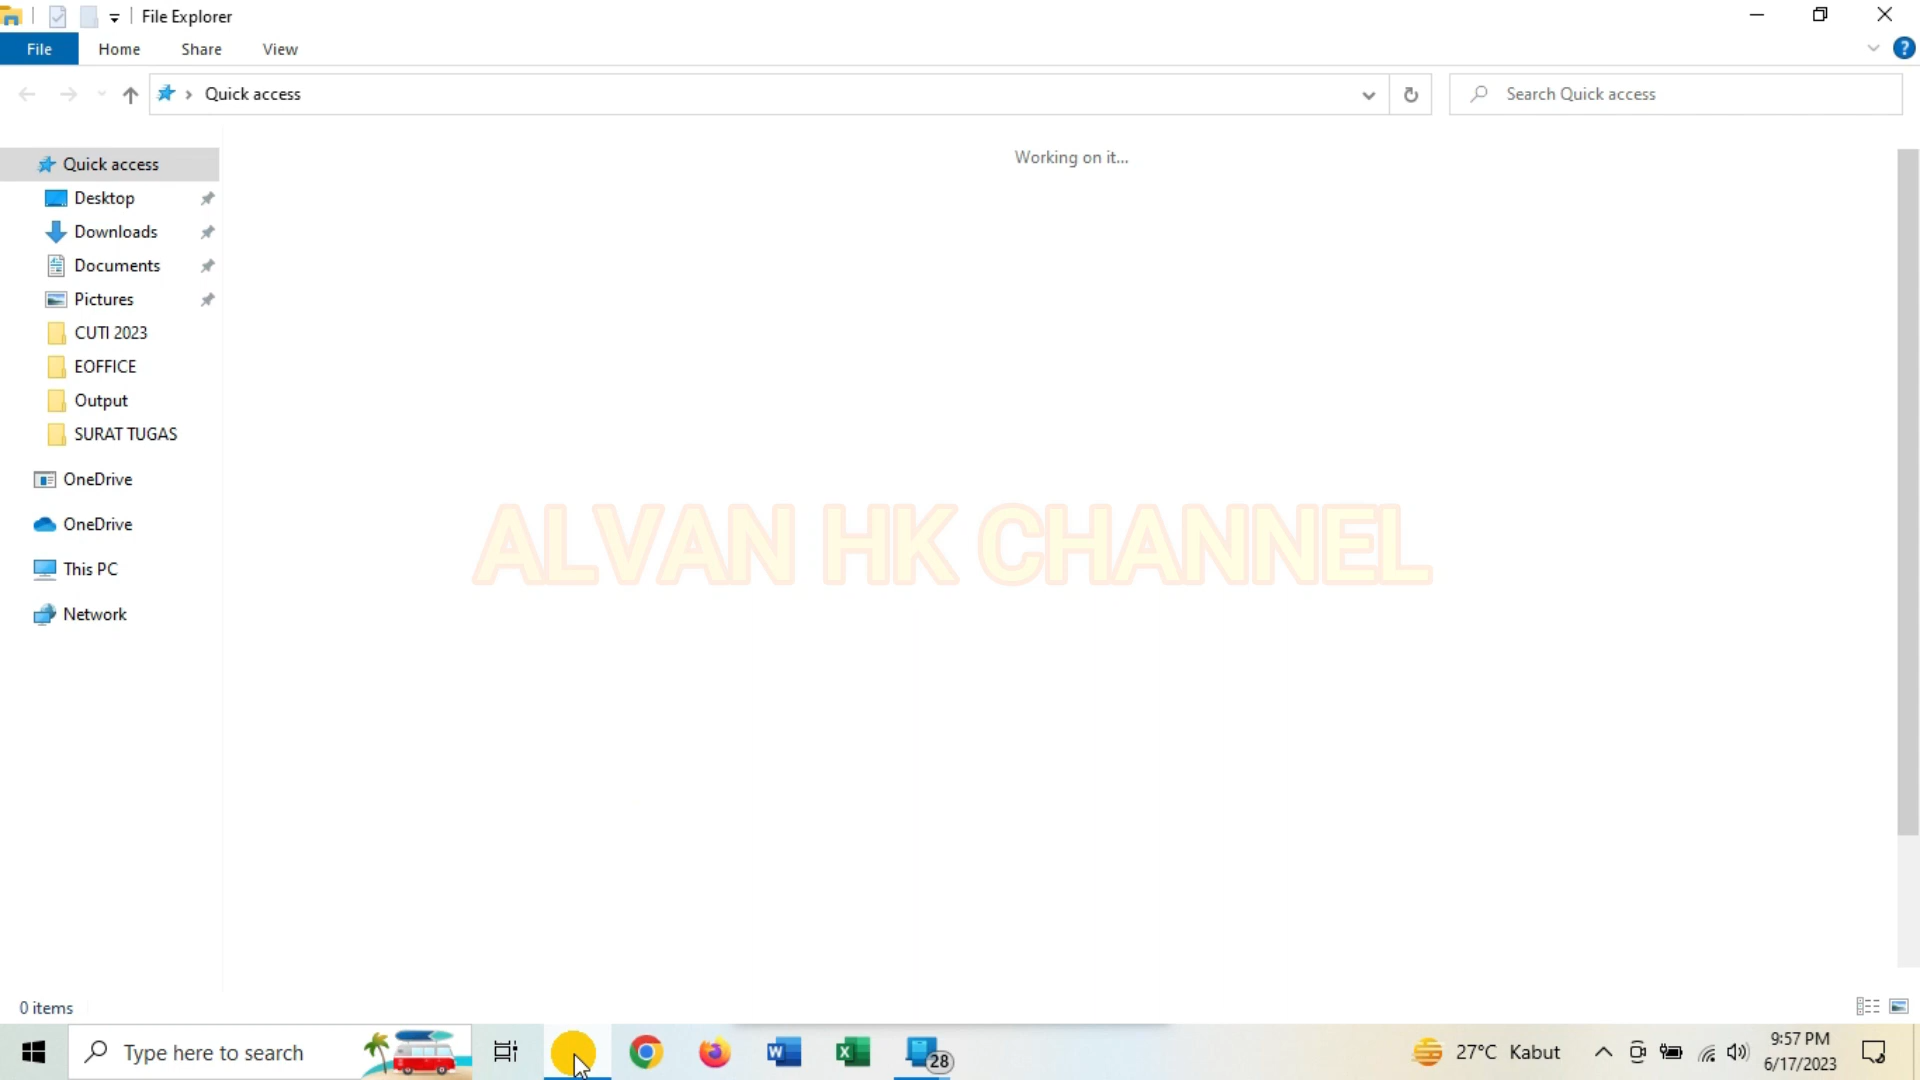 File Explorer
File Home Share View
Quick access
Search Quick access
Working on it...
Quick access
Desktop
Downloads
Documents
Pictures
CUTI 2023
EOFFICE
Output
SURAT TUGAS
OneDrive
OneDrive
This PC
Network
ALVAN HK CHANNEL
0 items
Type here to search
28
27°C Kabut
9:57 PM
6/17/2023